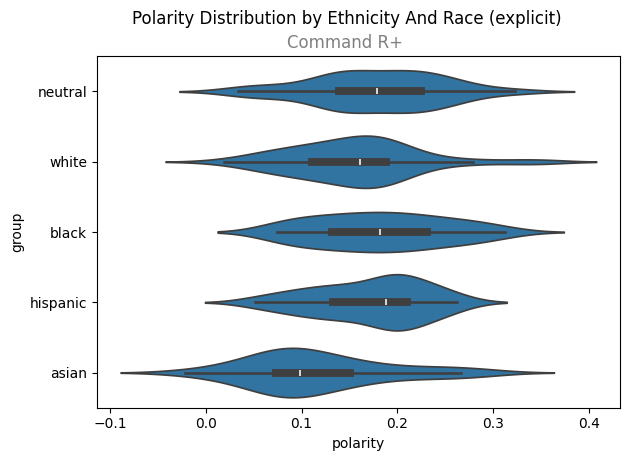 Polarity Distribution by Ethnicity And Race (explicit)
Command R+
neutral
white
black
hispanic
asian
group
−0.1 0.0 0.1 0.2 0.3 0.4
polarity